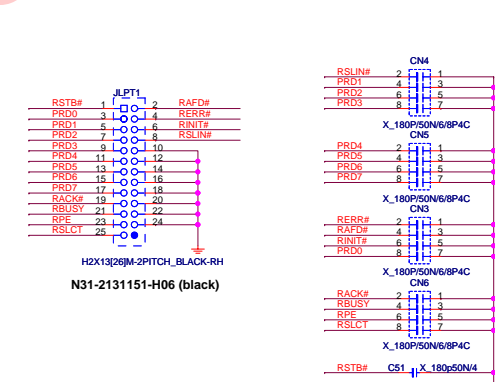 JLPT1
RSTB# 1 2 RAFD#
PRD0 3 4 RERR#
PRD1 5 6 RINIT#
PRD2 7 8 RSLIN#
PRD3 9 10
PRD4 11 12
PRD5 13 14
PRD6 15 16
PRD7 17 18
RACK# 19 20
RBUSY 21 22
RPE 23 24
RSLCT 25
H2X13[26]M-2PITCH_BLACK-RH
N31-2131151-H06 (black)
CN4
RSLIN# 2 1
PRD1 4 3
PRD2 6 5
PRD3 8 7
X_180P/50N/6/8P4C
CN5
PRD4 2 1
PRD5 4 3
PRD6 6 5
PRD7 8 7
X_180P/50N/6/8P4C
CN3
RERR# 2 1
RAFD# 4 3
RINIT# 6 5
PRD0 8 7
X_180P/50N/6/8P4C
CN6
RACK# 2 1
RBUSY 4 3
RPE 6 5
RSLCT 8 7
X_180P/50N/6/8P4C
RSTB# C51 X_180p50N/4